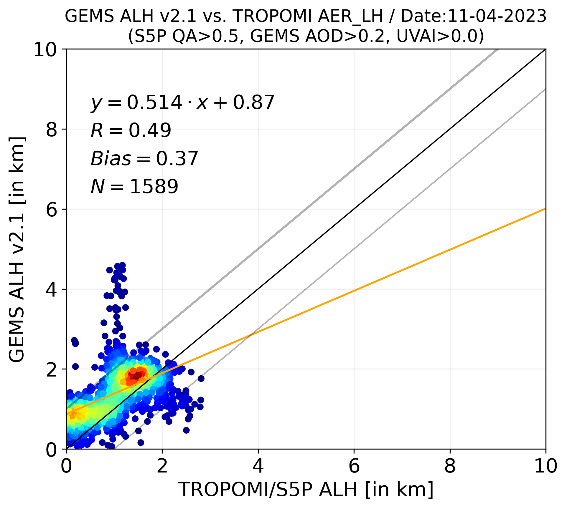 GEMS ALH v2.1 vs. TROPOMI AER_LH / Date:11-04-2023
(S5P QA>0.5, GEMS AOD>0.2, UVAI>0.0)
10
8
6
4
2
0
GEMS ALH v2.1 [in km]
y = 0.514 · x + 0.87
R = 0.49
Bias = 0.37
N = 1589
0 2 4 6 8 10
TROPOMI/S5P ALH [in km]